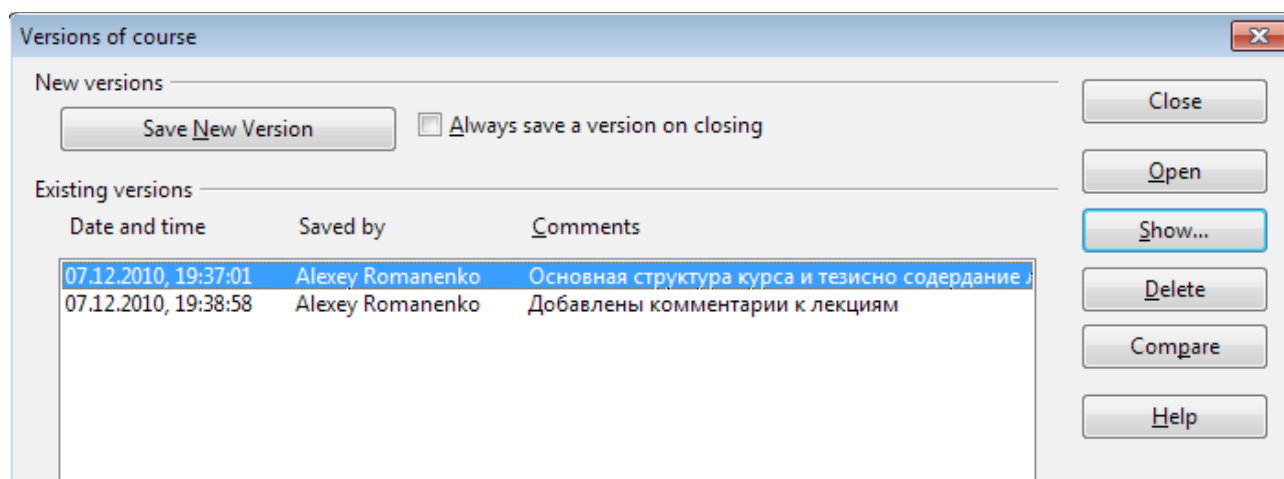 Versions of course
New versions
Save New Version
Always save a version on closing
Close
Open
Existing versions
Date and time Saved by Comments
Show...
07.12.2010, 19:37:01 Alexey Romanenko Основная структура курса и тезисно содердание
07.12.2010, 19:38:58 Alexey Romanenko Добавлены комментарии к лекциям
Delete
Compare
Help